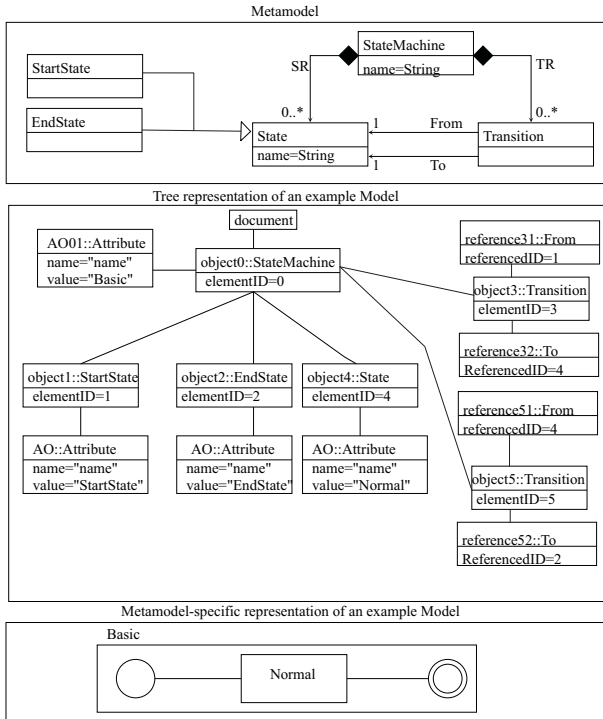 Metamodel
StateMachine
name=String
StartState
EndState
SR
TR
0..*
0..*
State
name=String
1
From
1
To
Transition
Tree representation of an example Model
document
AO01::Attribute
name="name"
value="Basic"
object0::StateMachine
elementID=0
reference31::From
referencedID=1
object3::Transition
elementID=3
reference32::To
ReferencedID=4
object1::StartState
elementID=1
object2::EndState
elementID=2
object4::State
elementID=4
reference51::From
referencedID=4
AO::Attribute
name="name"
value="StartState"
AO::Attribute
name="name"
value="EndState"
AO::Attribute
name="name"
value="Normal"
object5::Transition
elementID=5
reference52::To
ReferencedID=2
Metamodel-specific representation of an example Model
Basic
Normal